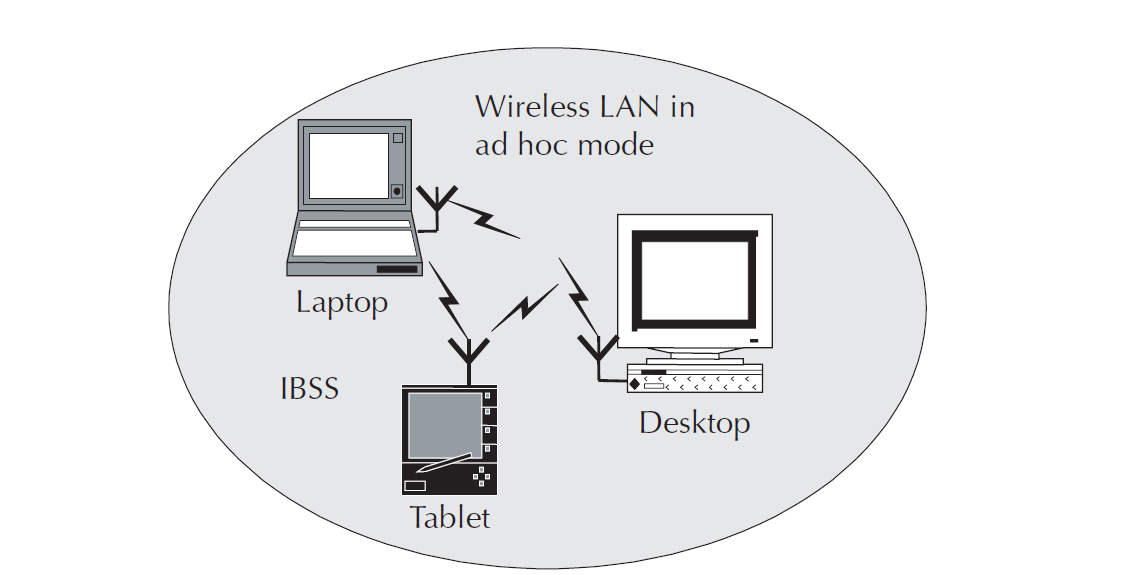 Wireless LAN in
ad hoc mode
Laptop
IBSS
Desktop
Tablet